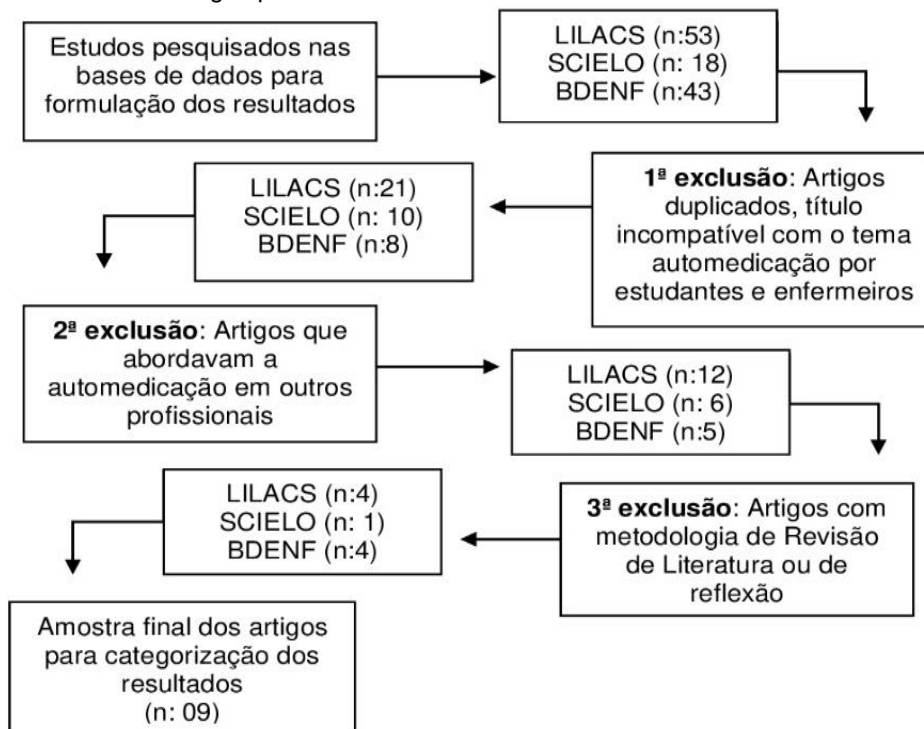 Estudos pesquisados nas
bases de dados para
formulação dos resultados
LILACS (n:53)
SCIELO (n: 18)
BDENF (n:43)
1ª exclusão: Artigos
duplicados, título
incompatível com o tema
automedicação por
estudantes e enfermeiros
LILACS (n:21)
SCIELO (n: 10)
BDENF (n:8)
2ª exclusão: Artigos que
abordavam a
automedicação em outros
profissionais
LILACS (n:12)
SCIELO (n: 6)
BDENF (n:5)
3ª exclusão: Artigos com
metodologia de Revisão
de Literatura ou de
reflexão
LILACS (n:4)
SCIELO (n: 1)
BDENF (n:4)
Amostra final dos artigos
para categorização dos
resultados
(n: 09)